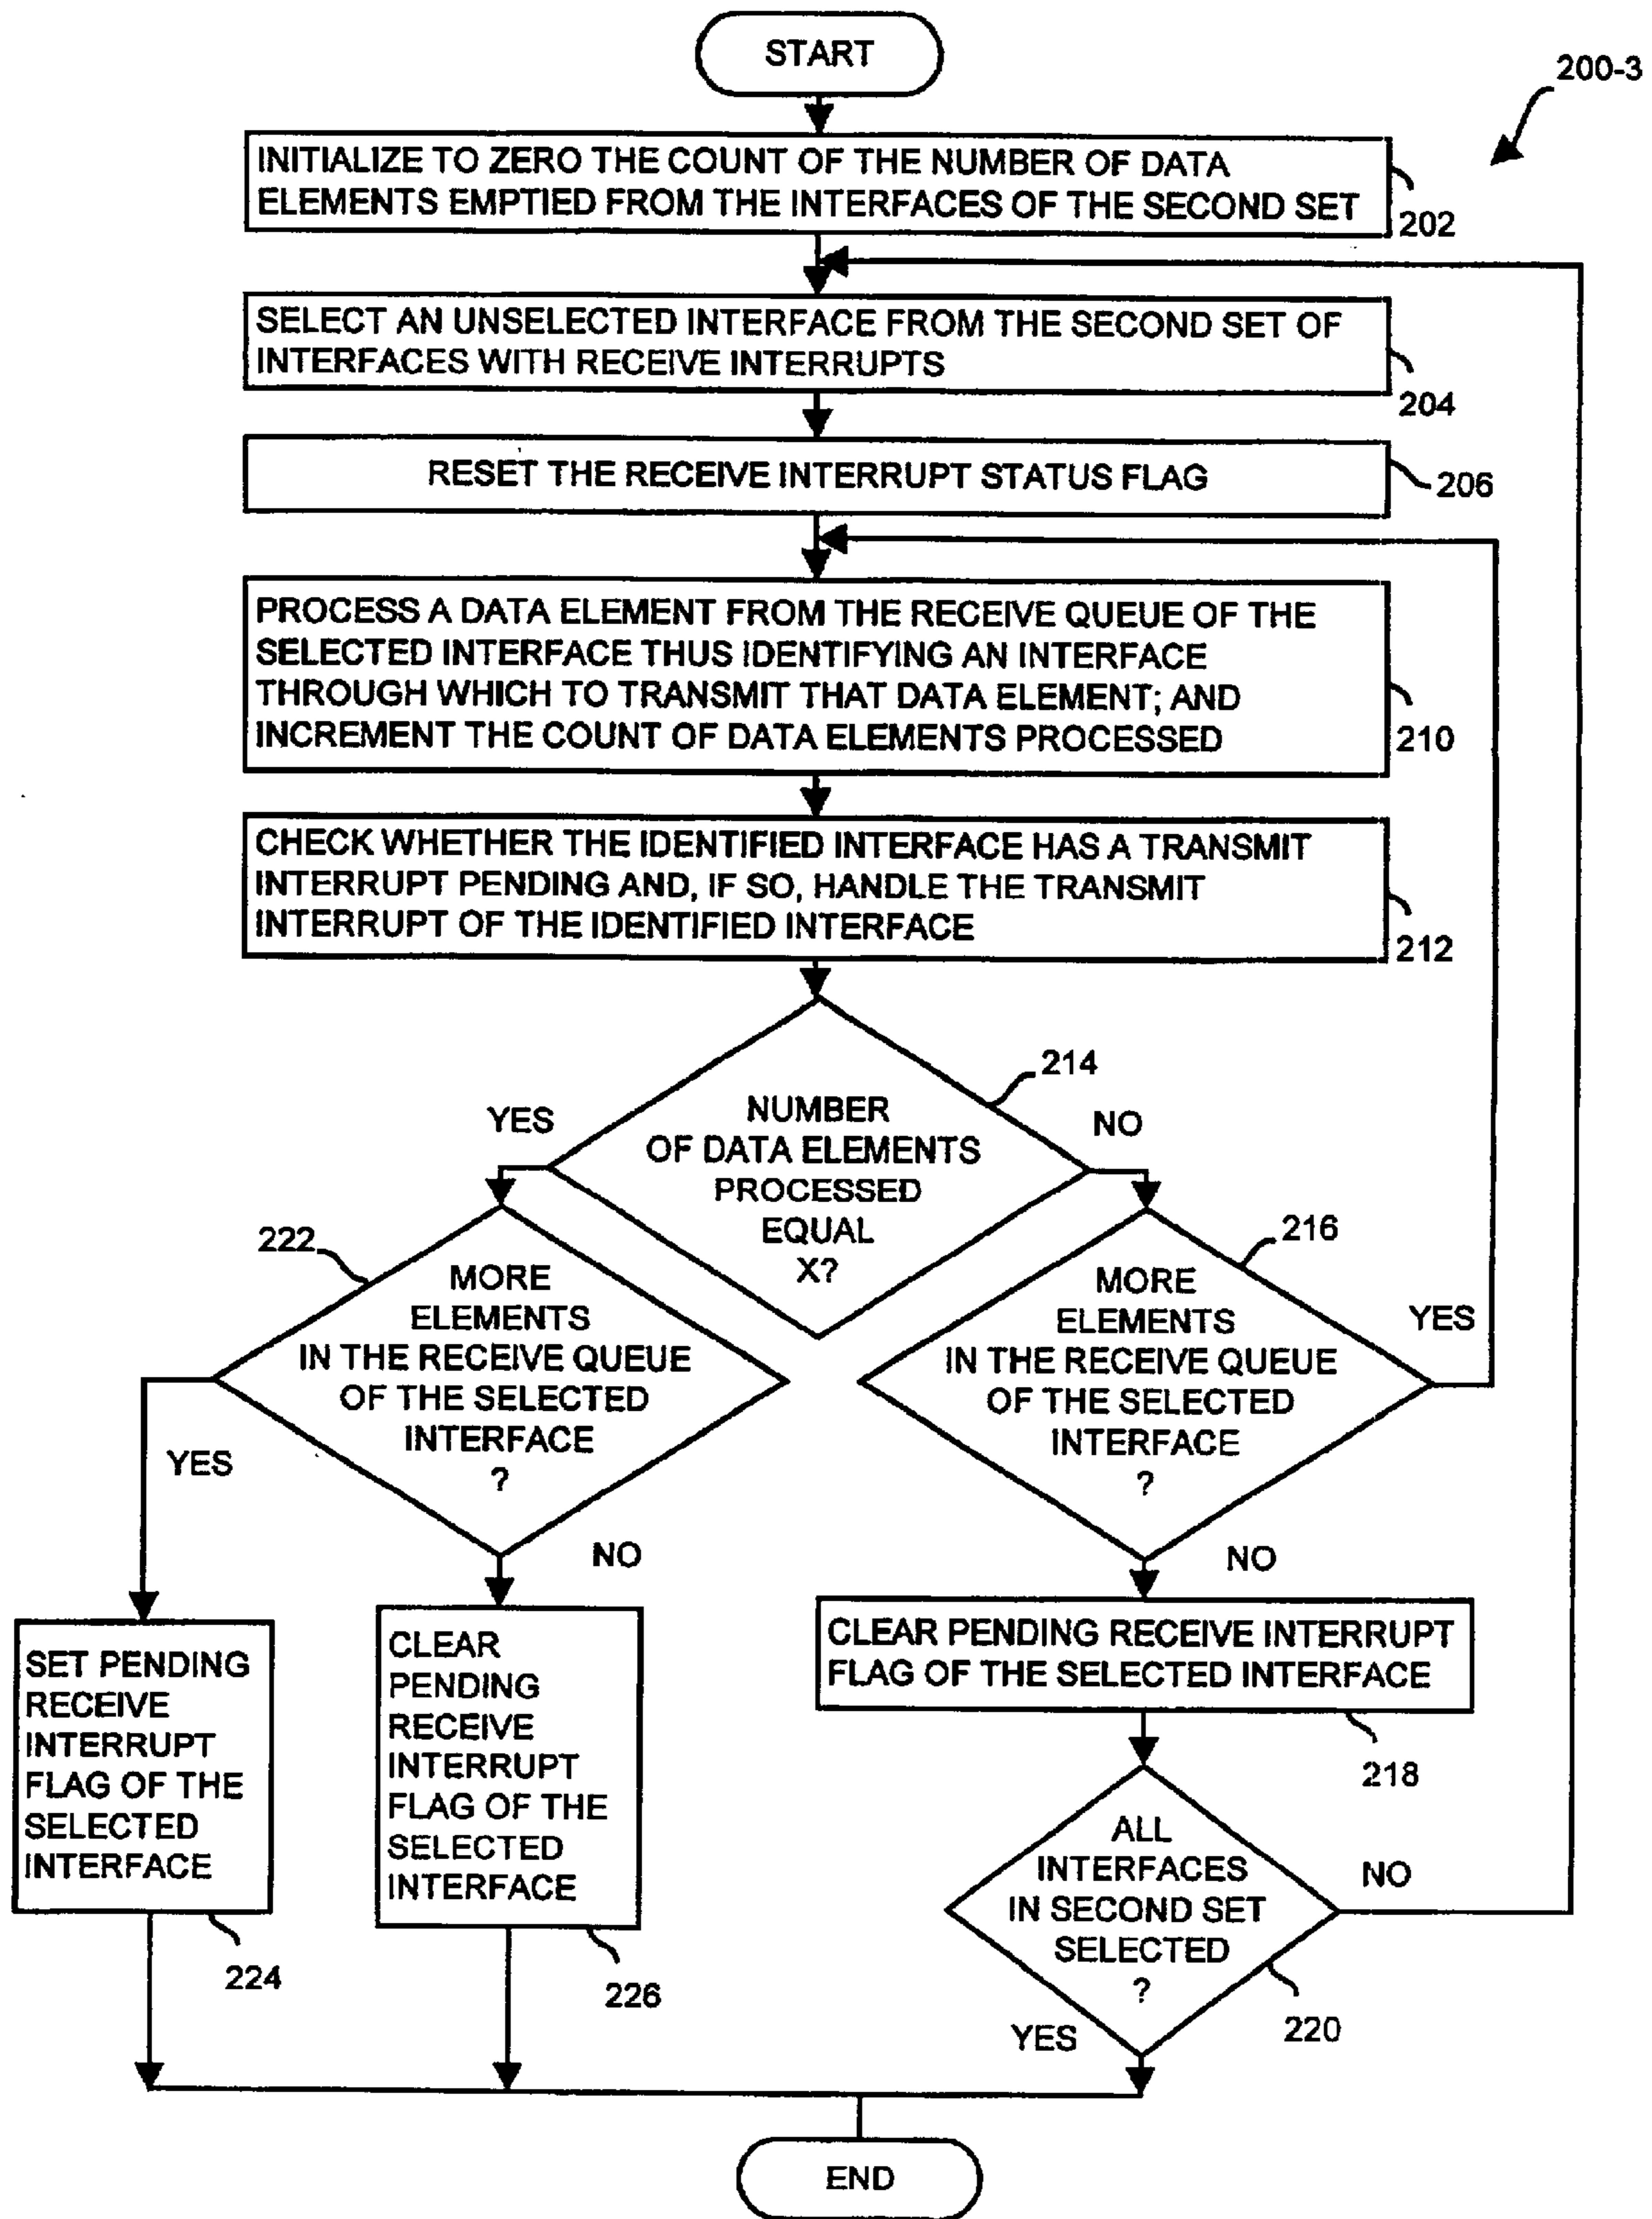 START
200-3
INITIALIZE TO ZERO THE COUNT OF THE NUMBER OF DATA
ELEMENTS EMPTIED FROM THE INTERFACES OF THE SECOND SET
202
SELECT AN UNSELECTED INTERFACE FROM THE SECOND SET OF
INTERFACES WITH RECEIVE INTERRUPTS
204
RESET THE RECEIVE INTERRUPT STATUS FLAG
206
PROCESS A DATA ELEMENT FROM THE RECEIVE QUEUE OF THE
SELECTED INTERFACE THUS IDENTIFYING AN INTERFACE
THROUGH WHICH TO TRANSMIT THAT DATA ELEMENT; AND
INCREMENT THE COUNT OF DATA ELEMENTS PROCESSED
210
CHECK WHETHER THE IDENTIFIED INTERFACE HAS A TRANSMIT
INTERRUPT PENDING AND, IF SO, HANDLE THE TRANSMIT
INTERRUPT OF THE IDENTIFIED INTERFACE
212
214
YES
NO
NUMBER
OF DATA ELEMENTS
PROCESSED
EQUAL
X?
222
MORE
ELEMENTS
IN THE RECEIVE QUEUE
OF THE SELECTED
INTERFACE
?
YES
NO
216
MORE
ELEMENTS
IN THE RECEIVE QUEUE
OF THE SELECTED
INTERFACE
?
YES
NO
SET PENDING
RECEIVE
INTERRUPT
FLAG OF THE
SELECTED
INTERFACE
224
CLEAR
PENDING
RECEIVE
INTERRUPT
FLAG OF THE
SELECTED
INTERFACE
226
CLEAR PENDING RECEIVE INTERRUPT
FLAG OF THE SELECTED INTERFACE
218
ALL
INTERFACES
IN SECOND SET
SELECTED
?
NO
YES
220
END